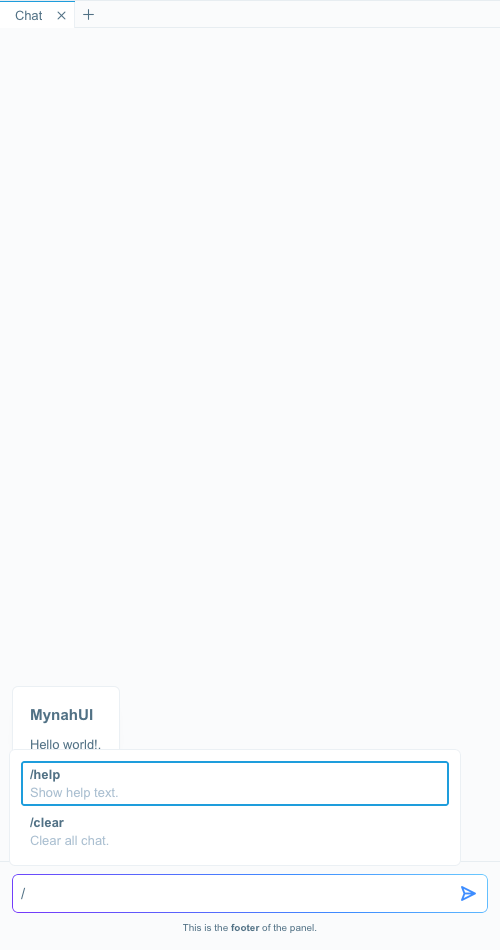 Chat
MynahUI
Hello world!.
/help
Show help text.
/clear
Clear all chat.
/
This is the footer of the panel.